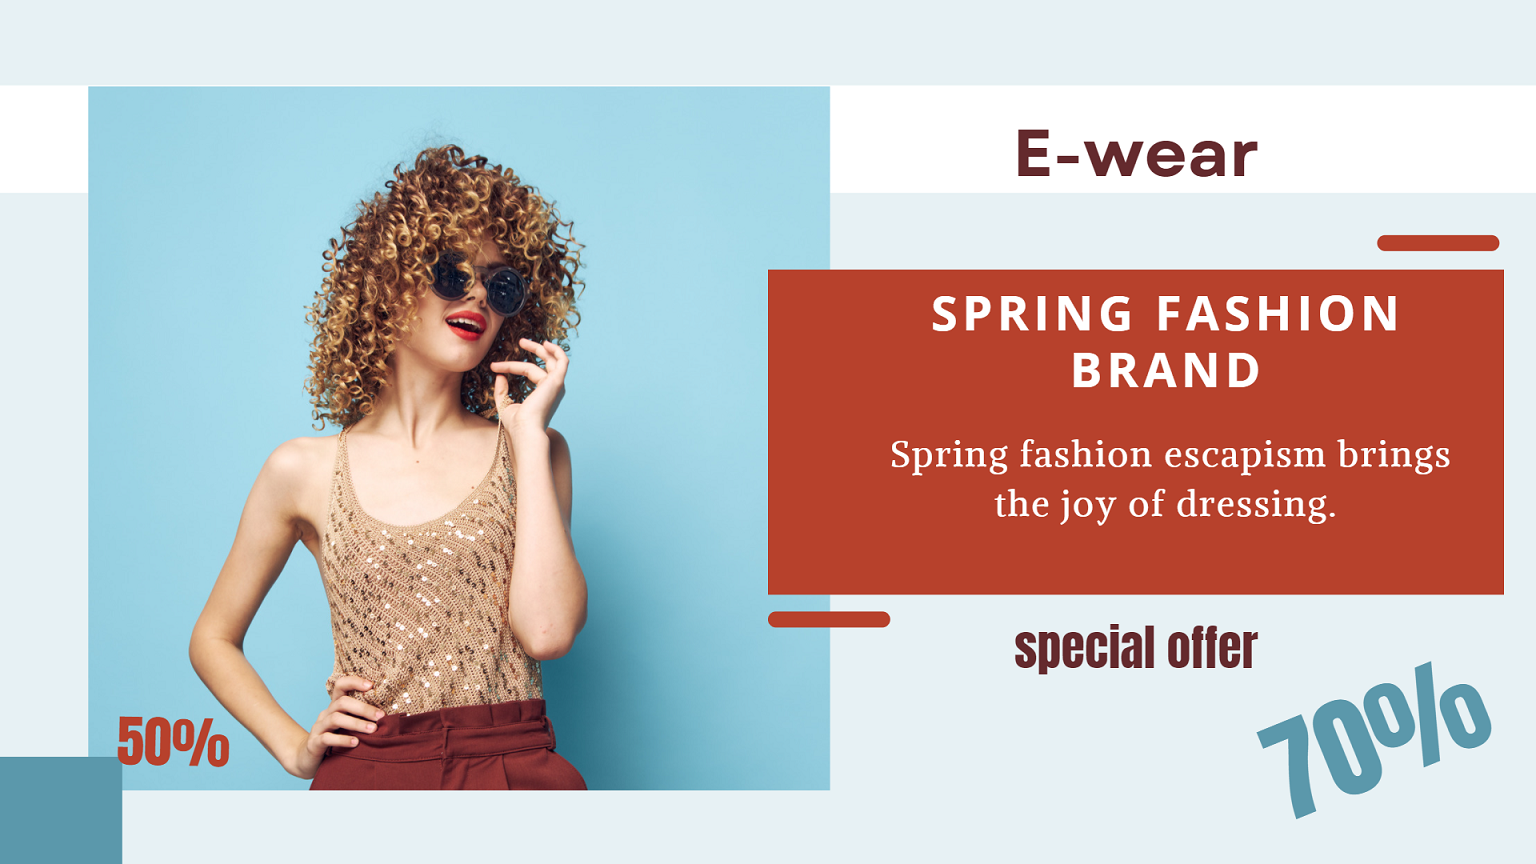 E-wear
SPRING FASHION
BRAND
Spring fashion escapism brings
the joy of dressing.
special offer
70%
50%